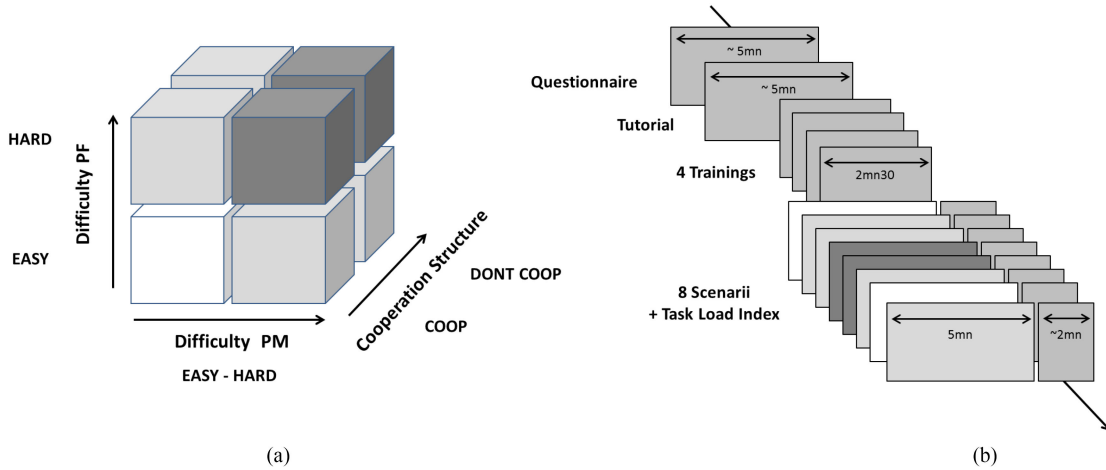 HARD
Difficulty PF
EASY
Difficulty PM
EASY - HARD
Cooperation Structure
DONT COOP
COOP
(a)
~ 5mn
Questionnaire
~ 5mn
Tutorial
4 Trainings
2mn30
8 Scenarii
+ Task Load Index
5mn
~2mn
(b)